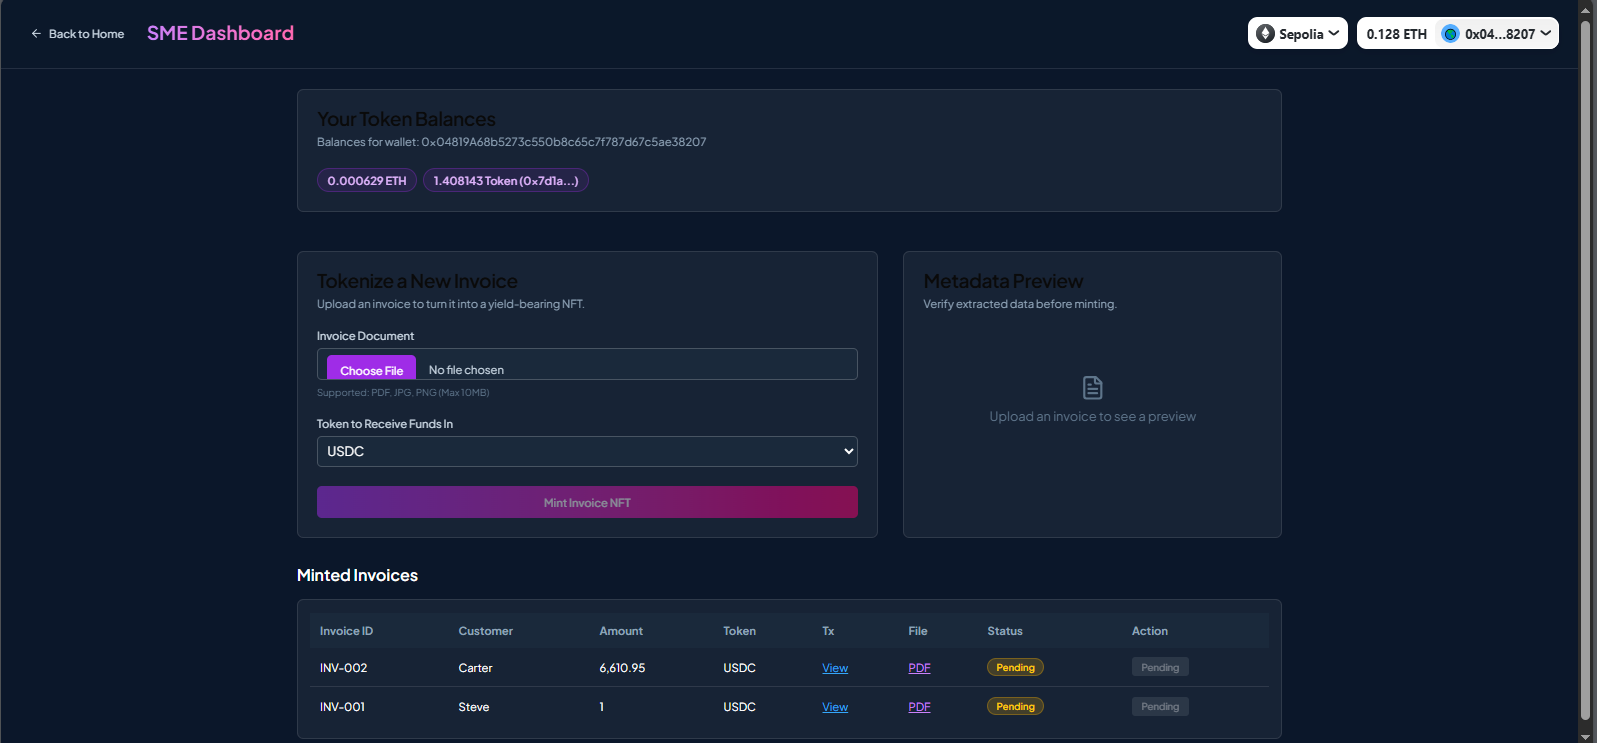 ← Back to Home SME Dashboard Sepolia 0.128 ETH 0x04...8207
Your Token Balances
Balances for wallet: 0x04819A68b5273c550b8c65c7f787d67c5ae38207
0.000629 ETH 1.408143 Token (0x7d1a...)
Tokenize a New Invoice
Upload an invoice to turn it into a yield-bearing NFT.
Invoice Document
Choose File No file chosen
Supported: PDF, JPG, PNG (Max 10MB)
Token to Receive Funds In
USDC
Mint Invoice NFT
Metadata Preview
Verify extracted data before minting.
Upload an invoice to see a preview
Minted Invoices
Invoice ID Customer Amount Token Tx File Status Action
INV-002 Carter 6,610.95 USDC View PDF Pending Pending
INV-001 Steve 1 USDC View PDF Pending Pending